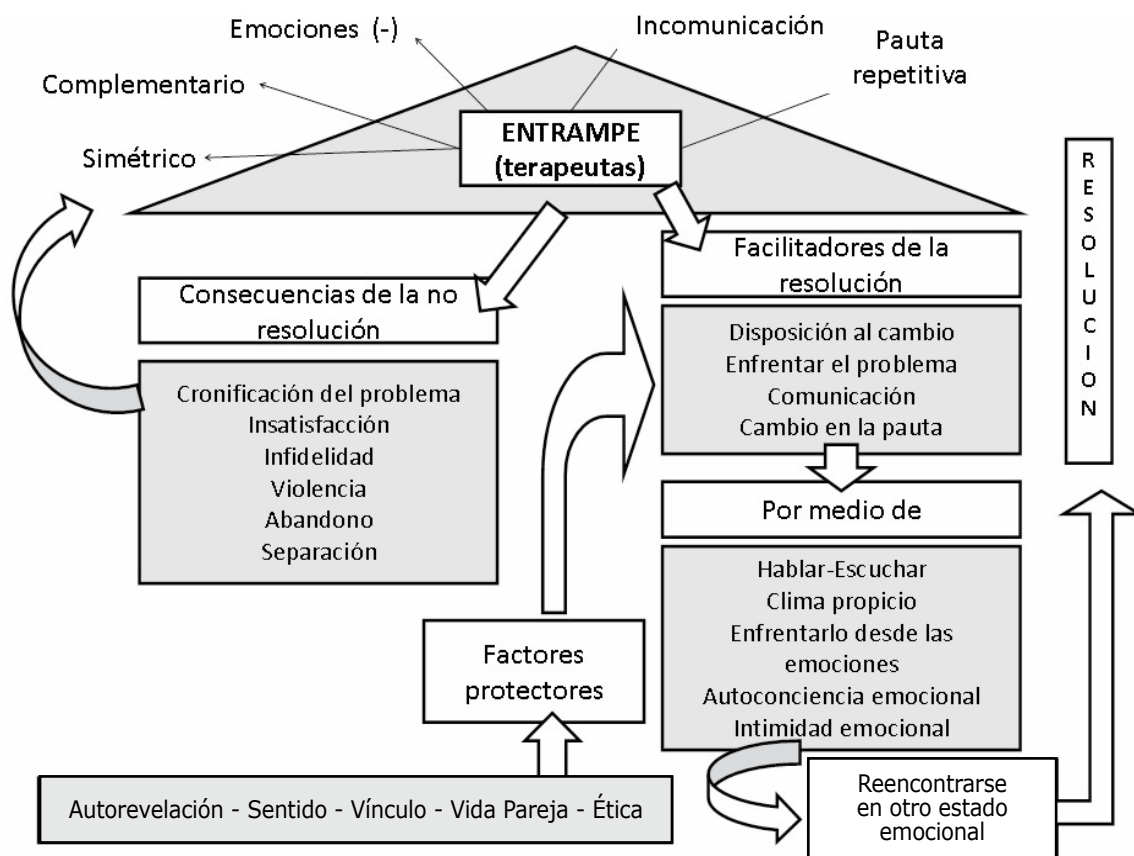 Emociones (-)
Incomunicación
Pauta
repetitiva
Complementario
Simétrico
ENTRAMPE
(terapeutas)
RESOLUCION
Facilitadores de la
resolución
Consecuencias de la no
resolución
Disposición al cambio
Enfrentar el problema
Comunicación
Cambio en la pauta
Cronificación del problema
Insatisfacción
Infidelidad
Violencia
Abandono
Separación
Por medio de
Hablar-Escuchar
Clima propicio
Enfrentarlo desde las
emociones
Autoconciencia emocional
Intimidad emocional
Factores
protectores
Autorevelación - Sentido - Vínculo - Vida Pareja - Ética
Reencontrarse
en otro estado
emocional